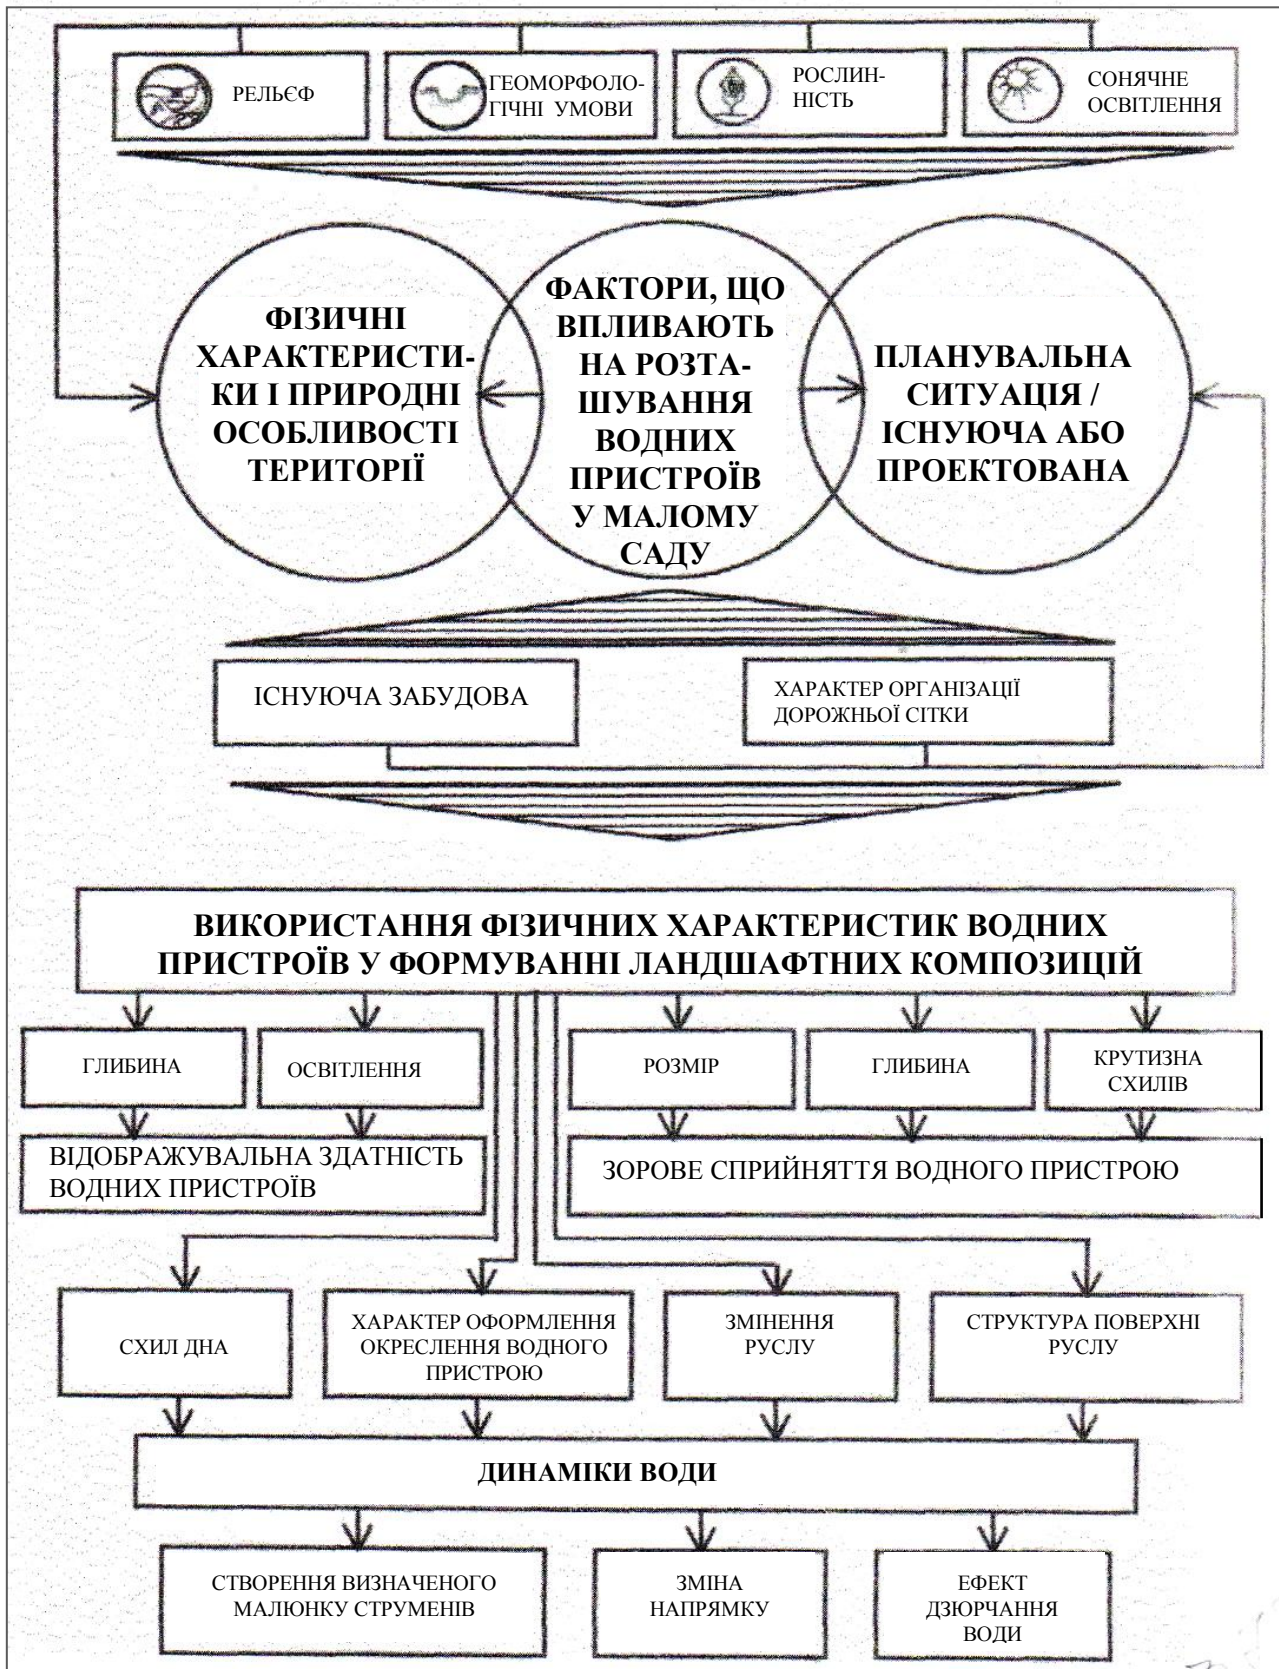 РЕЛЬЄФ
ГЕОМОРФОЛО-
ГІЧНІ УМОВИ
РОСЛИН-
НІСТЬ
СОНЯЧНЕ
ОСВІТЛЕННЯ
ФІЗИЧНІ
ХАРАКТЕРИСТИ-
КИ І ПРИРОДНІ
ОСОБЛИВОСТІ
ТЕРИТОРІЇ
ФАКТОРИ, ЩО
ВПЛИВАЮТЬ
НА РОЗТА-
ШУВАННЯ
ВОДНИХ
ПРИСТРОЇВ
У МАЛОМУ
САДУ
ПЛАНУВАЛЬНА
СИТУАЦІЯ /
ІСНУЮЧА АБО
ПРОЕКТОВАНА
ІСНУЮЧА ЗАБУДОВА
ХАРАКТЕР ОРГАНІЗАЦІЇ
ДОРОЖНЬОЇ СІТКИ
ВИКОРИСТАННЯ ФІЗИЧНИХ ХАРАКТЕРИСТИК ВОДНИХ
ПРИСТРОЇВ У ФОРМУВАННІ ЛАНДШАФТНИХ КОМПОЗИЦІЙ
ГЛИБИНА
ОСВІТЛЕННЯ
РОЗМІР
ГЛИБИНА
КРУТИЗНА
СХИЛІВ
ВІДОБРАЖУВАЛЬНА ЗДАТНІСТЬ
ВОДНИХ ПРИСТРОЇВ
ЗОРОВЕ СПРИЙНЯТТЯ ВОДНОГО ПРИСТРОЮ
СХИЛ ДНА
ХАРАКТЕР ОФОРМЛЕННЯ
ОКРЕСЛЕННЯ ВОДНОГО
ПРИСТРОЮ
ЗМІНЕННЯ
РУСЛУ
СТРУКТУРА ПОВЕРХНІ
РУСЛУ
ДИНАМІКИ ВОДИ
СТВОРЕННЯ ВИЗНАЧЕНОГО
МАЛЮНКУ СТРУМЕНІВ
ЗМІНА
НАПРЯМКУ
ЕФЕКТ
ДЗЮРЧАННЯ
ВОДИ